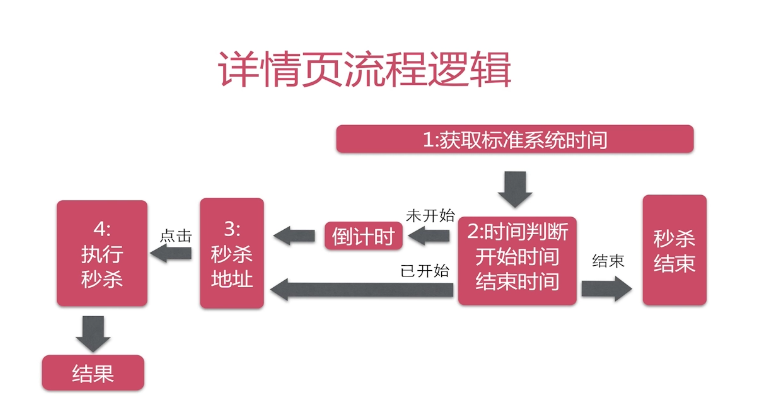 详情页流程逻辑
1:获取标准系统时间
未开始
倒计时
2:时间判断
开始时间
结束时间
已开始
结束
秒杀
结束
3:
秒杀
地址
点击
4:
执行
秒杀
结果